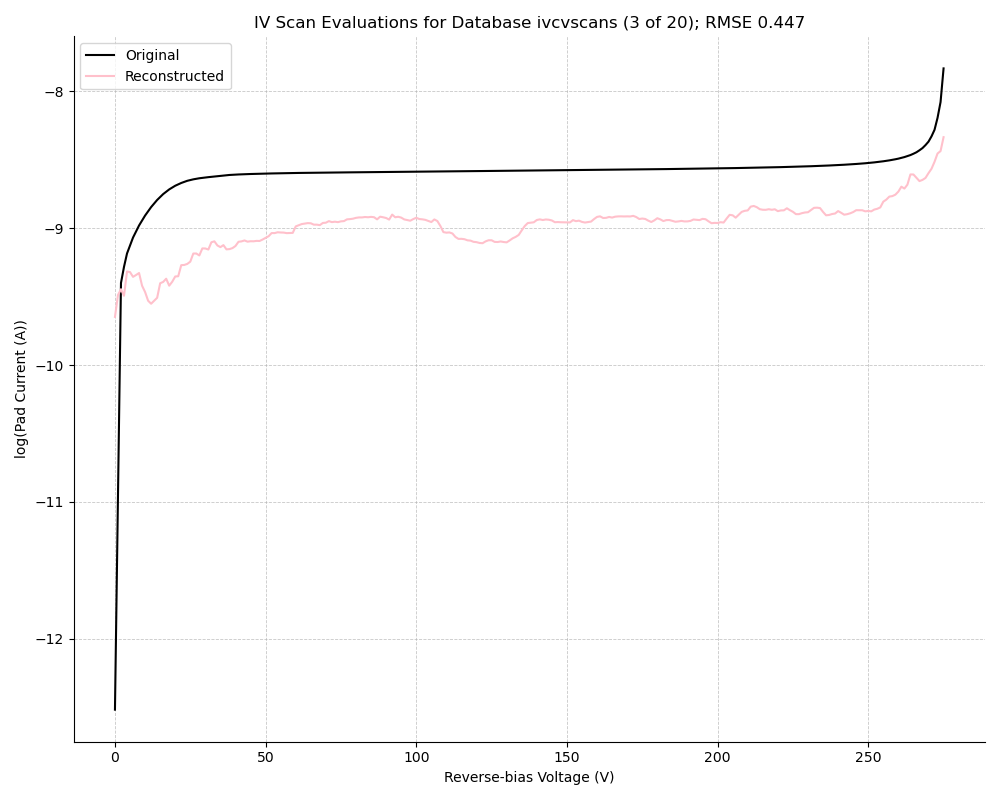 IV Scan Evaluations for Database ivcvscans (3 of 20); RMSE 0.447
Original
Reconstructed
log(Pad Current (A))
−8
−9
−10
−11
−12
0 50 100 150 200 250
Reverse-bias Voltage (V)